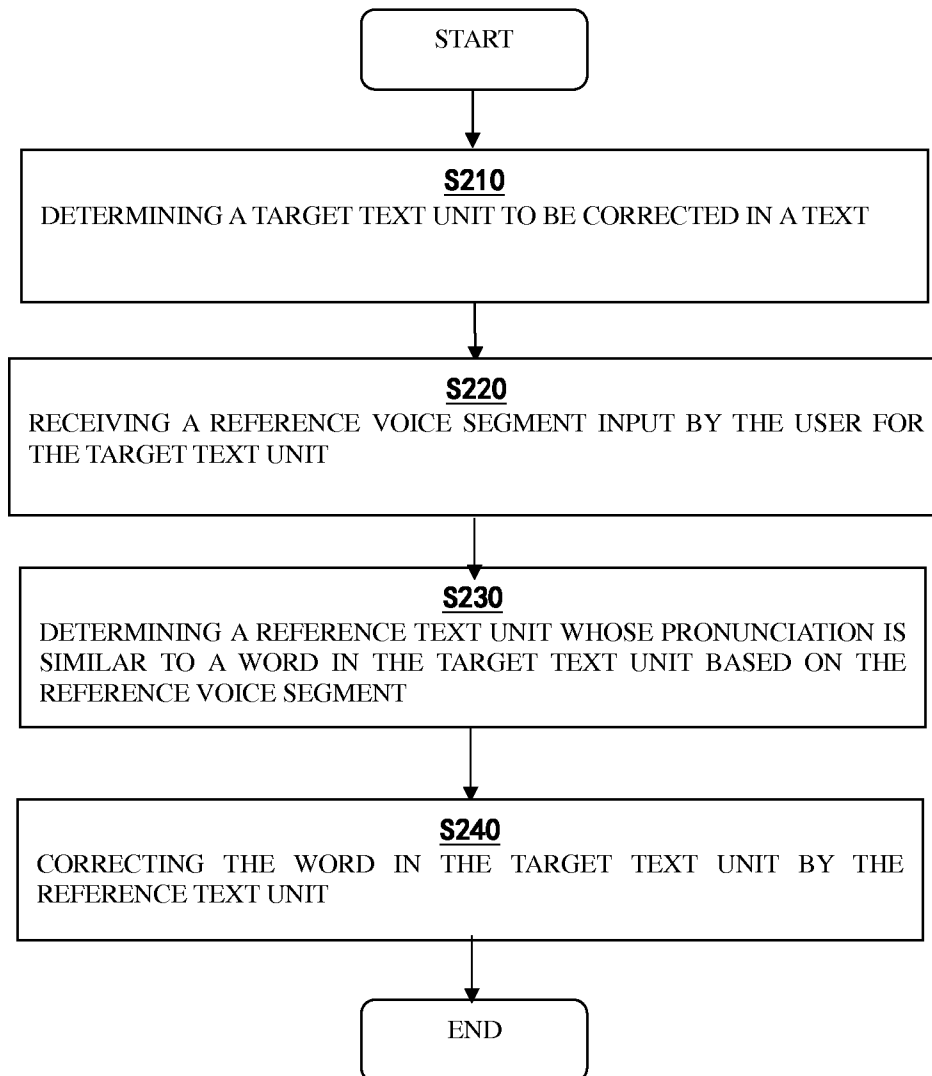 START
S210
DETERMINING A TARGET TEXT UNIT TO BE CORRECTED IN A TEXT
S220
RECEIVING A REFERENCE VOICE SEGMENT INPUT BY THE USER FOR
THE TARGET TEXT UNIT
S230
DETERMINING A REFERENCE TEXT UNIT WHOSE PRONUNCIATION IS
SIMILAR TO A WORD IN THE TARGET TEXT UNIT BASED ON THE
REFERENCE VOICE SEGMENT
S240
CORRECTING THE WORD IN THE TARGET TEXT UNIT BY THE
REFERENCE TEXT UNIT
END